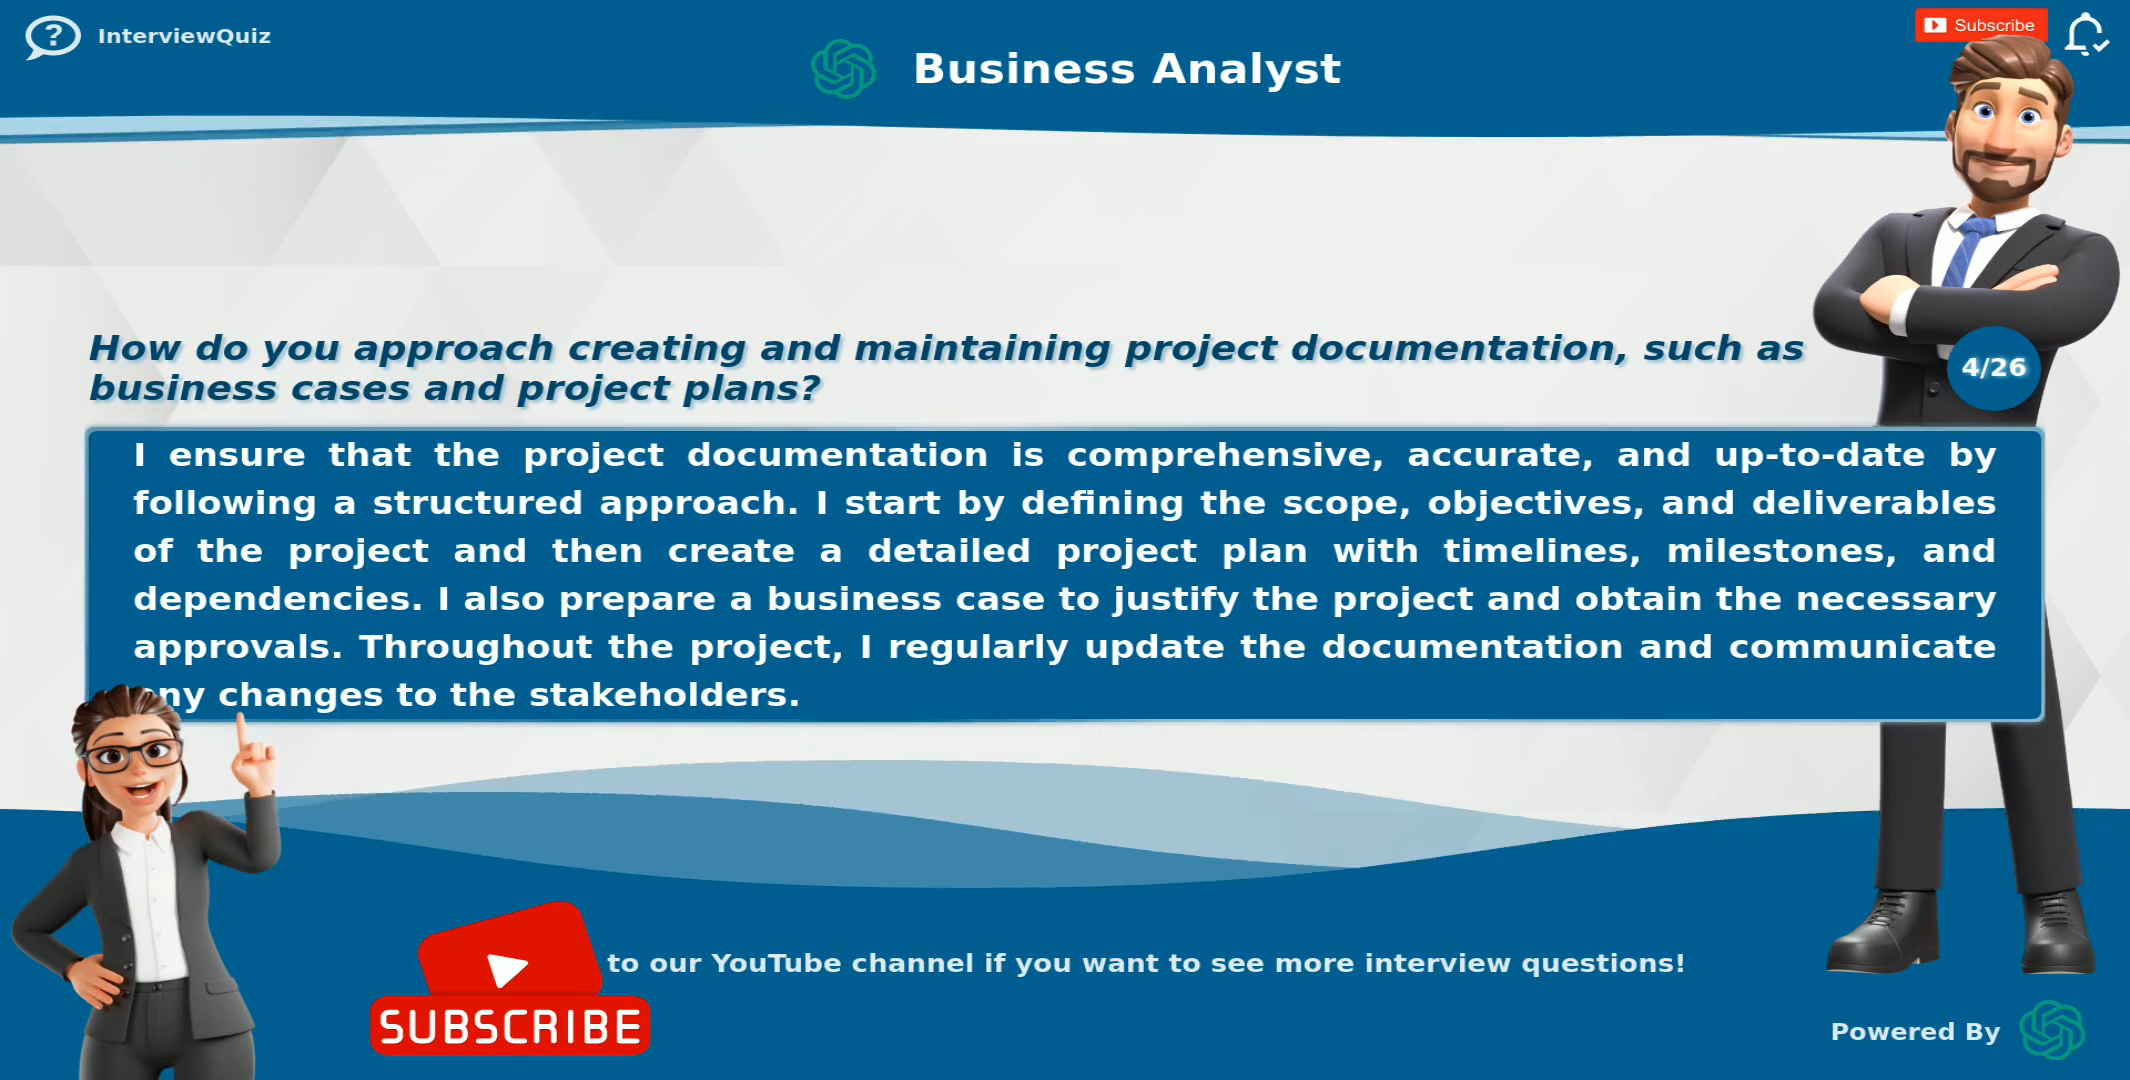 InterviewQuiz
Subscribe
Business Analyst
How do you approach creating and maintaining project documentation, such as
business cases and project plans?
4/26
I ensure that the project documentation is comprehensive, accurate, and up-to-date by
following a structured approach. I start by defining the scope, objectives, and deliverables
of the project and then create a detailed project plan with timelines, milestones, and
dependencies. I also prepare a business case to justify the project and obtain the necessary
approvals. Throughout the project, I regularly update the documentation and communicate
any changes to the stakeholders.
to our YouTube channel if you want to see more interview questions!
SUBSCRIBE
Powered By